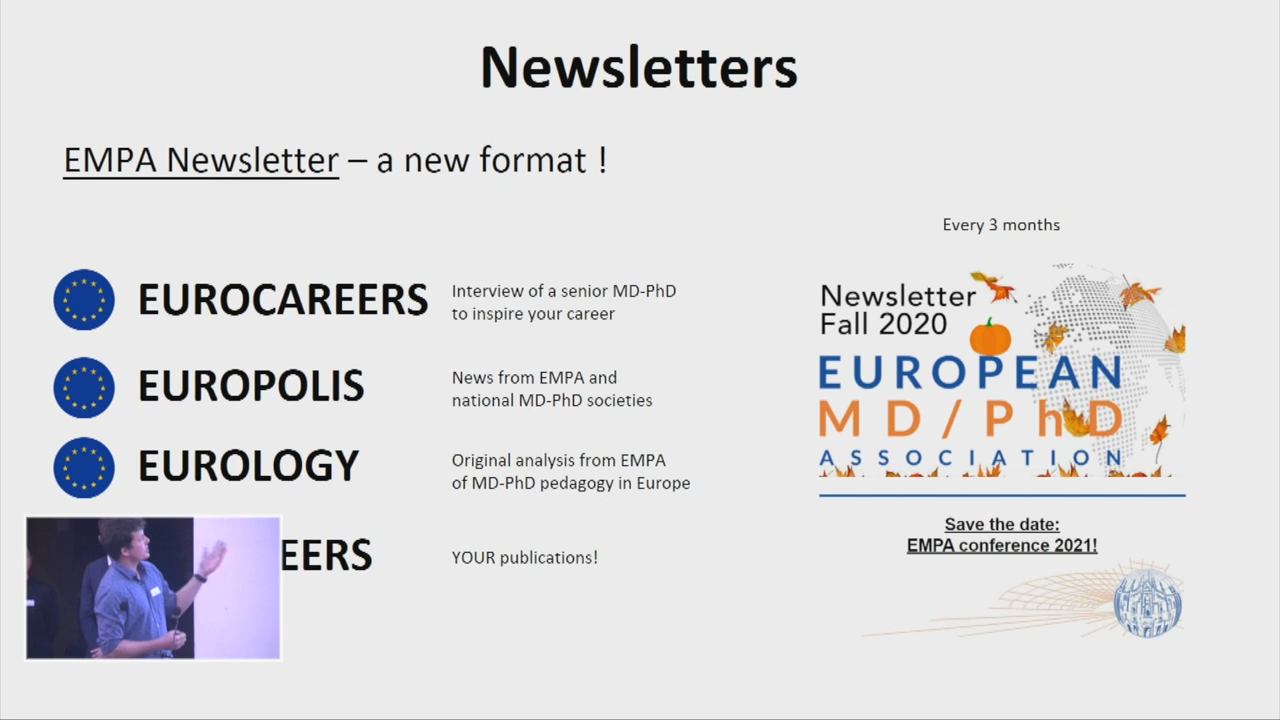 Newsletters
EMPA Newsletter – a new format !
Every 3 months
EUROCAREERS
Interview of a senior MD-PhD
to inspire your career
EUROPOLIS
News from EMPA and
national MD-PhD societies
EUROLOGY
Original analysis from EMPA
of MD-PhD pedagogy in Europe
EERS
YOUR publications!
Newsletter
Fall 2020
EUROPEAN
MD/PhD
ASSOCIATION
Save the date:
EMPA conference 2021!